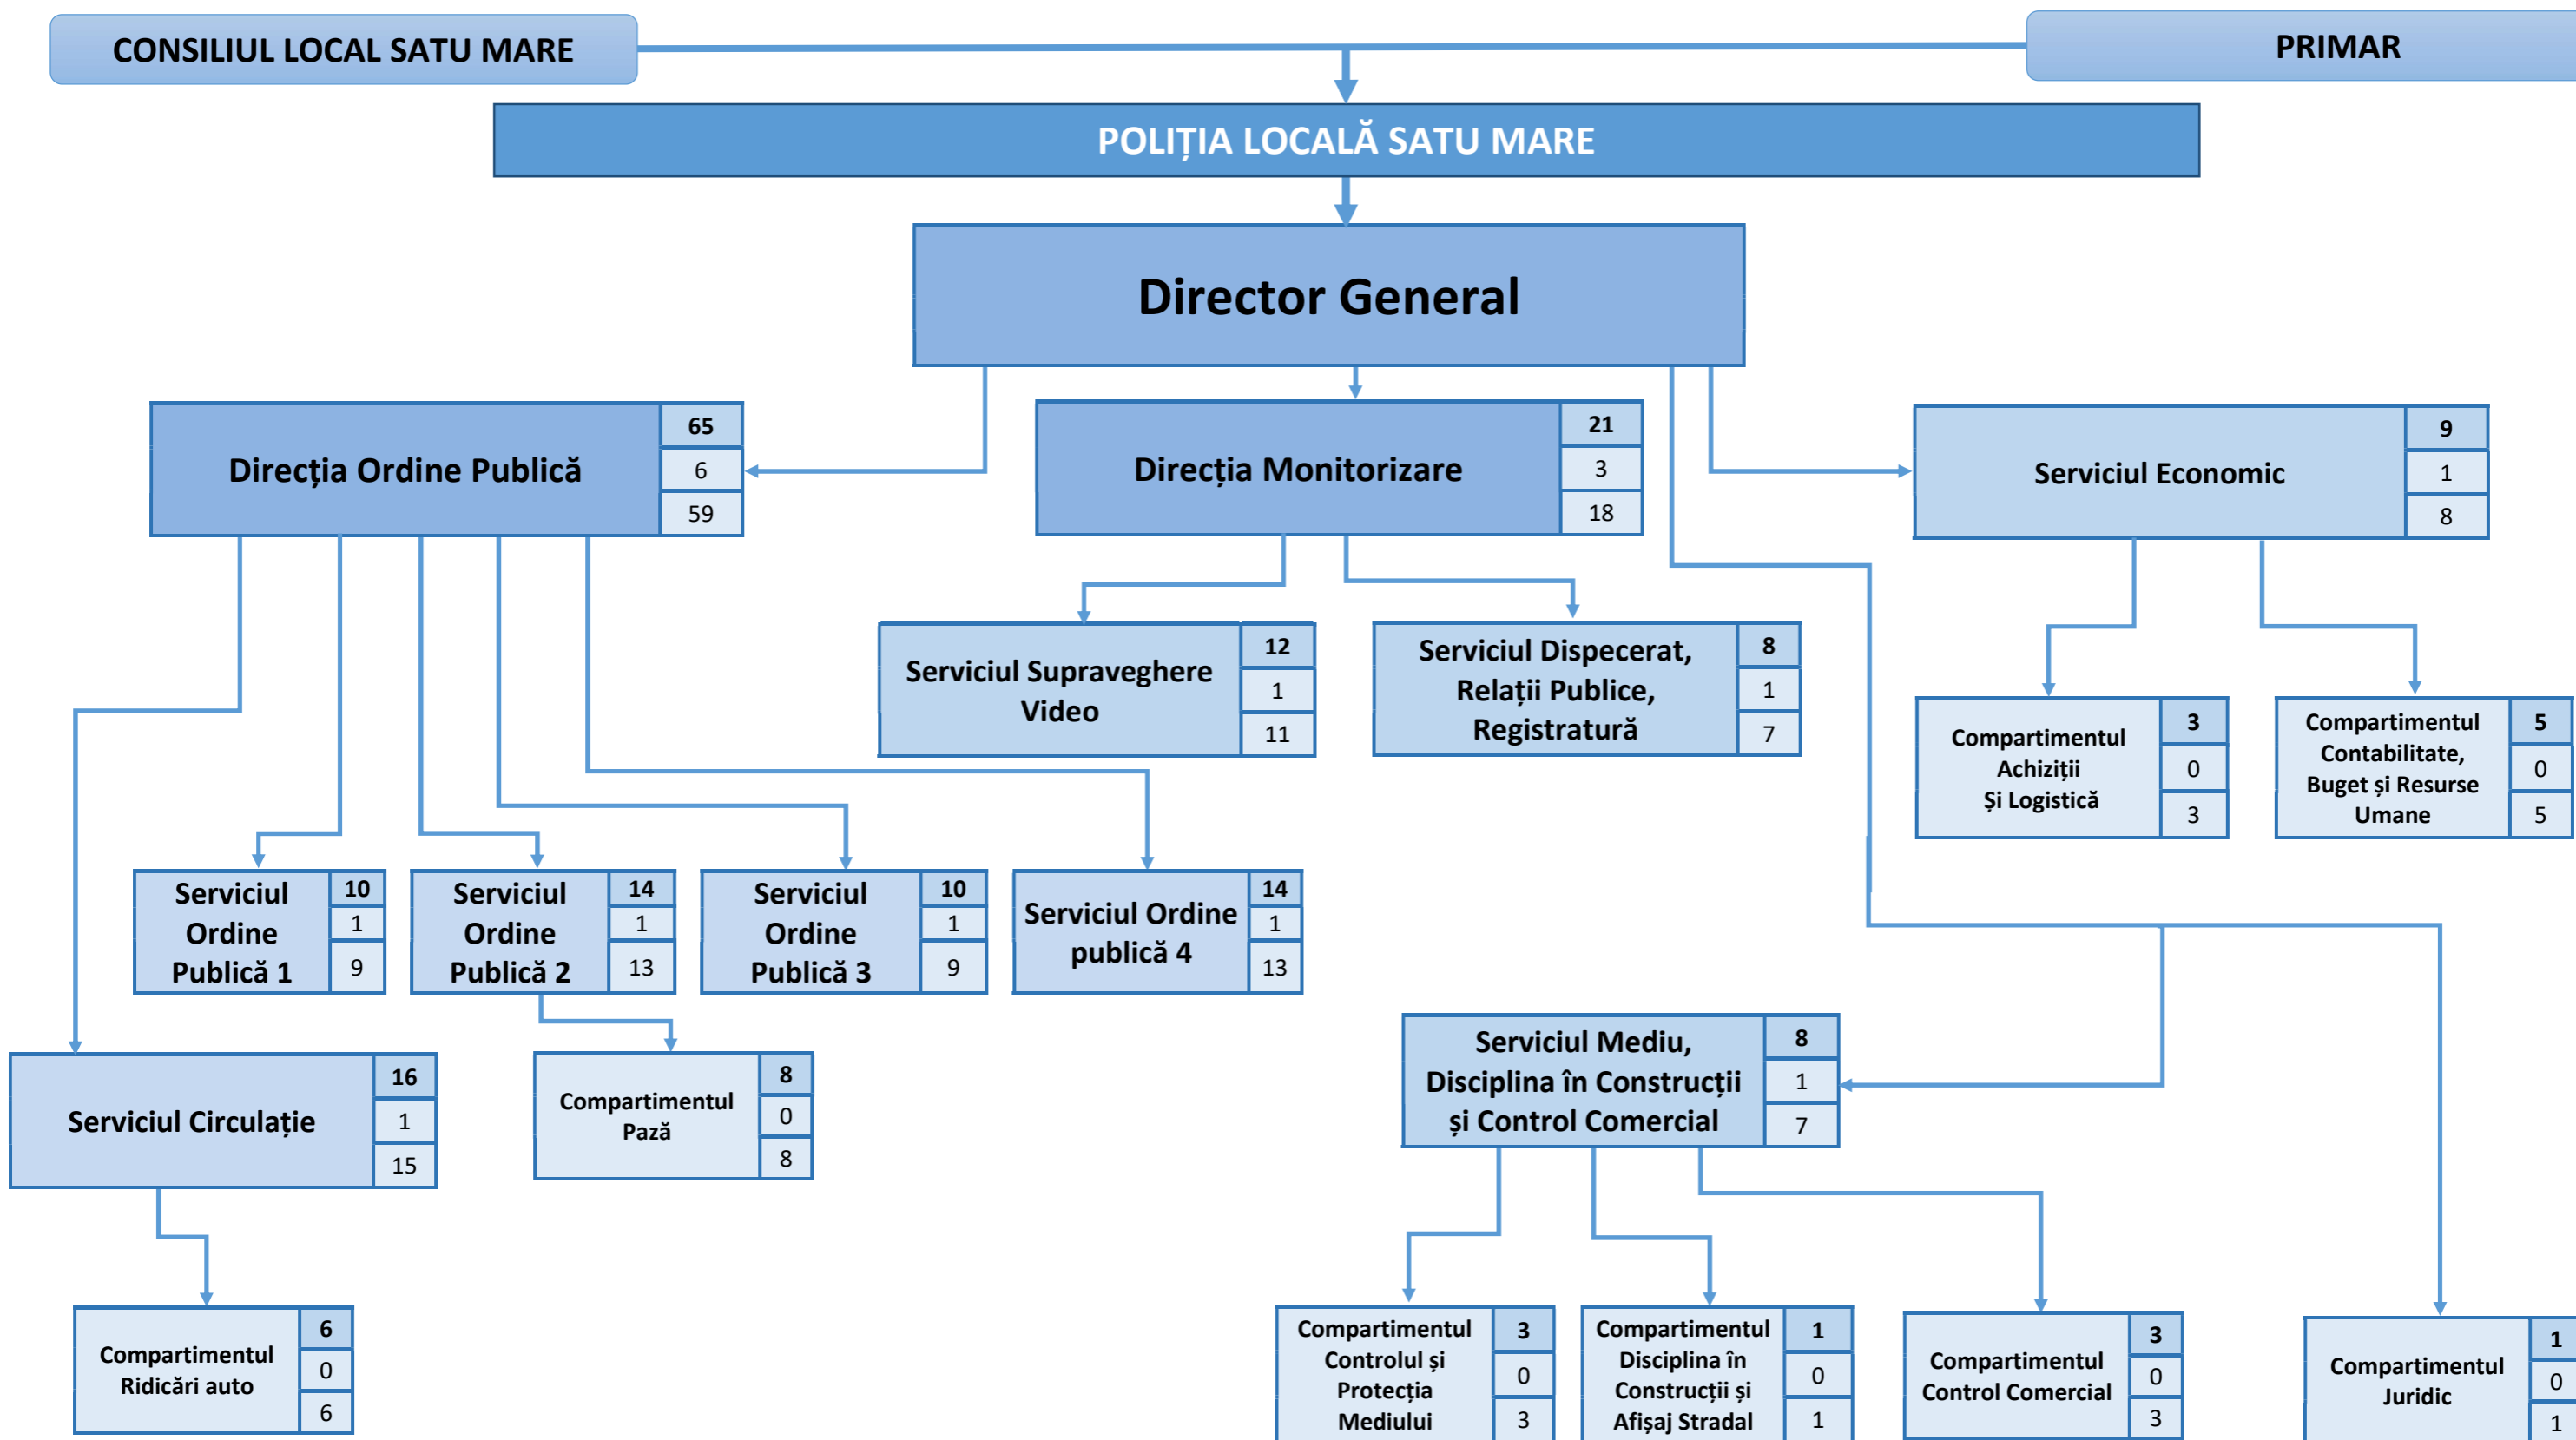 CONSILIUL LOCAL SATU MARE
PRIMAR
POLIȚIA LOCALĂ SATU MARE
Director General
Direcția Ordine Publică
65
6
59
Direcția Monitorizare
21
3
18
Serviciul Economic
9
1
8
Serviciul Supraveghere
Video
12
1
11
Serviciul Dispecerat,
Relații Publice,
Registratură
8
1
7
Compartimentul
Achiziții
Și Logistică
3
0
3
Compartimentul
Contabilitate,
Buget și Resurse
Umane
5
0
5
Serviciul
Ordine
Publică 1
10
1
9
Serviciul
Ordine
Publică 2
14
1
13
Serviciul
Ordine
Publică 3
10
1
9
Serviciul Ordine
publică 4
14
1
13
Serviciul Circulație
16
1
15
Compartimentul
Pază
8
0
8
Serviciul Mediu,
Disciplina în Construcții
și Control Comercial
8
1
7
Compartimentul
Ridicări auto
6
0
6
Compartimentul
Controlul și
Protecția
Mediului
3
0
3
Compartimentul
Disciplina în
Construcții și
Afișaj Stradal
1
0
1
Compartimentul
Control Comercial
3
0
3
Compartimentul
Juridic
1
0
1